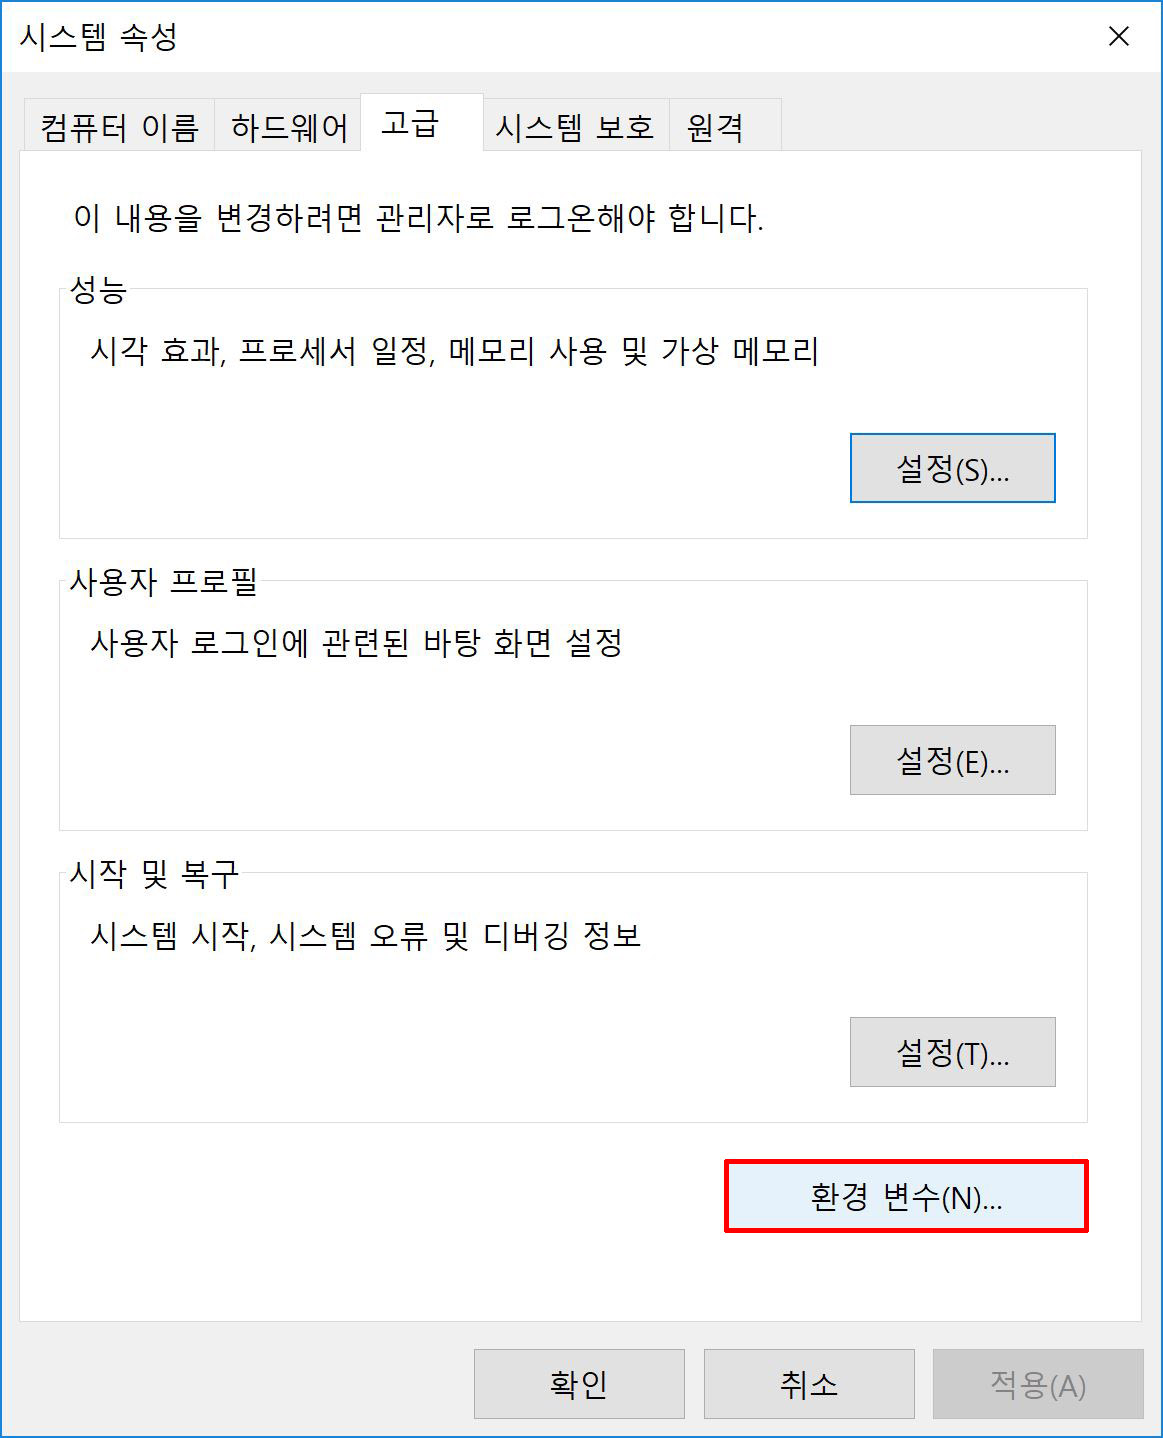 시스템 속성
컴퓨터 이름 하드웨어 고급 시스템 보호 원격
이 내용을 변경하려면 관리자로 로그온해야 합니다.
성능
시각 효과, 프로세서 일정, 메모리 사용 및 가상 메모리
설정(S)...
사용자 프로필
사용자 로그인에 관련된 바탕 화면 설정
설정(E)...
시작 및 복구
시스템 시작, 시스템 오류 및 디버깅 정보
설정(T)...
환경 변수(N)...
확인 취소 적용(A)